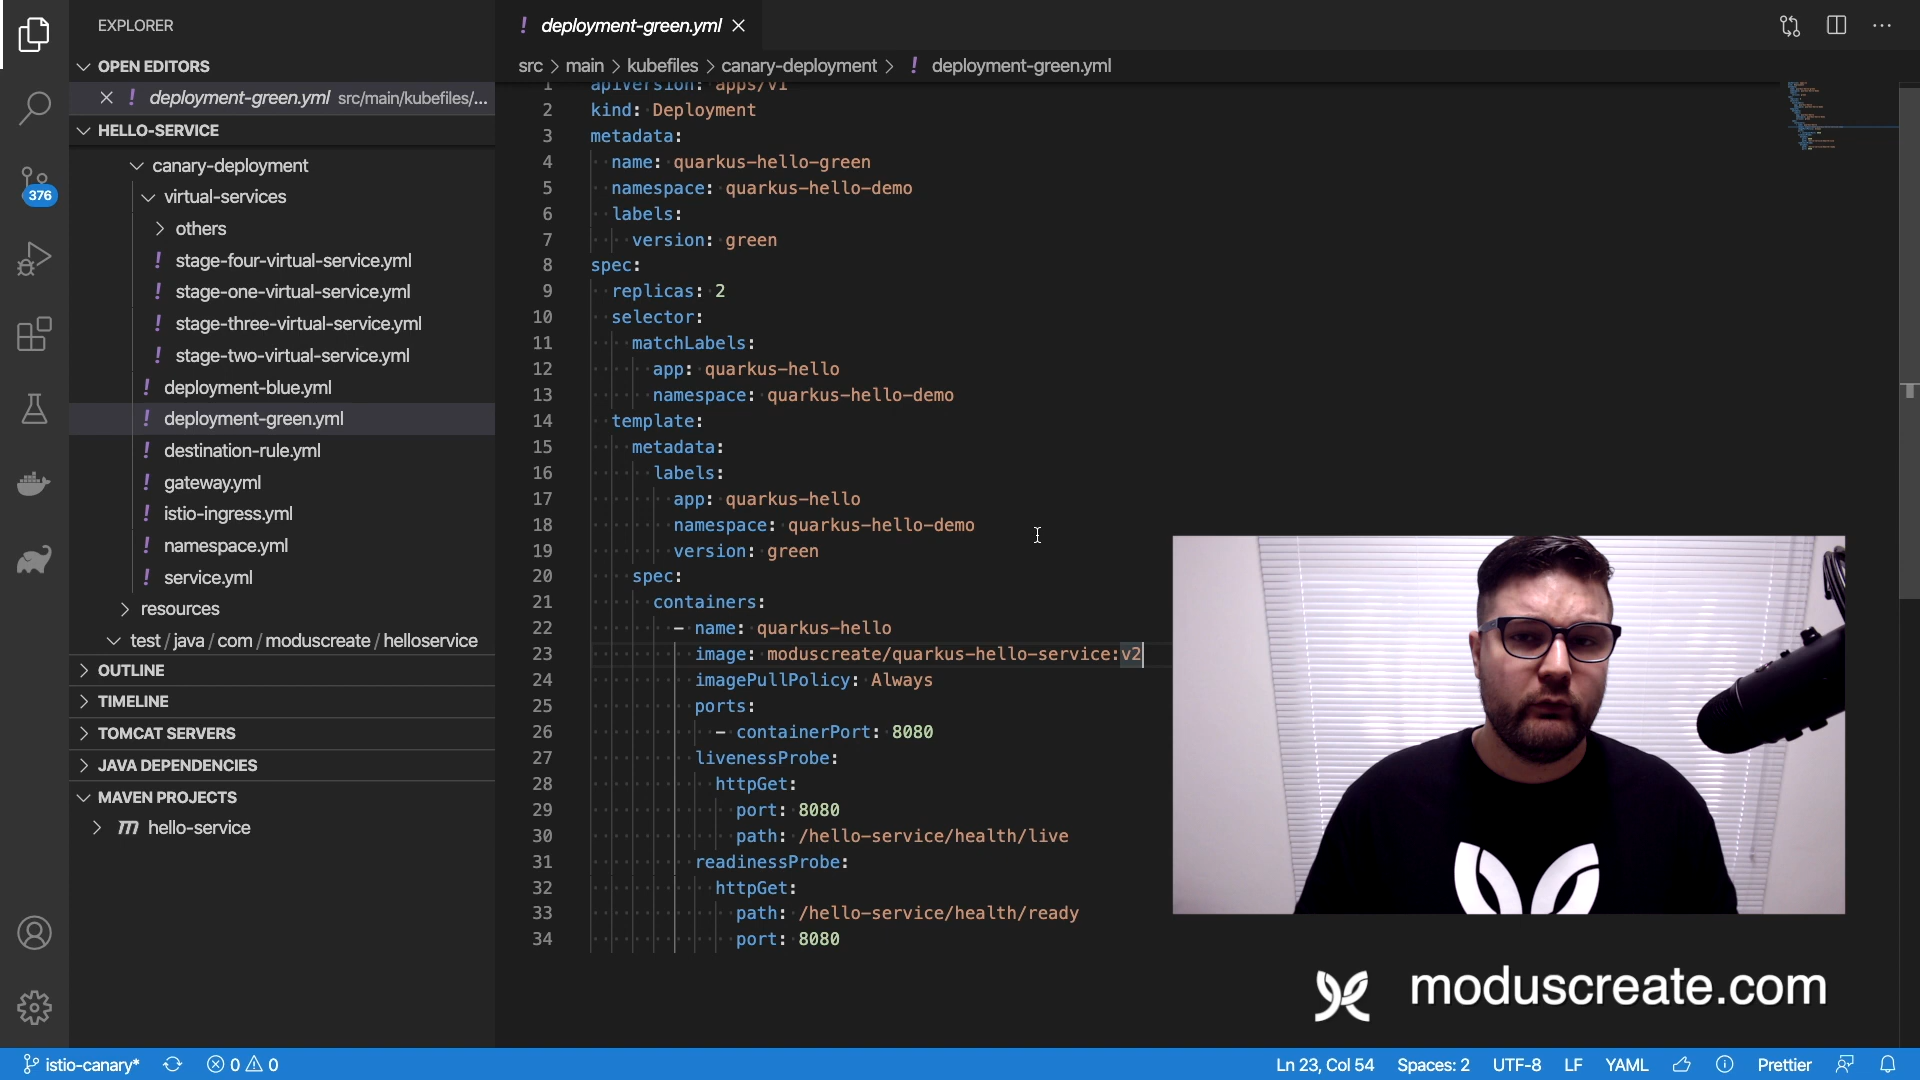 EXPLORER
OPEN EDITORS
deployment-green.yml src/main/kubefiles/...
HELLO-SERVICE
canary-deployment
virtual-services
others
stage-four-virtual-service.yml
stage-one-virtual-service.yml
stage-three-virtual-service.yml
stage-two-virtual-service.yml
deployment-blue.yml
deployment-green.yml
destination-rule.yml
gateway.yml
istio-ingress.yml
namespace.yml
service.yml
resources
test / java / com / moduscreate / helloservice
OUTLINE
TIMELINE
TOMCAT SERVERS
JAVA DEPENDENCIES
MAVEN PROJECTS
hello-service
376
! deployment-green.yml
src > main > kubefiles > canary-deployment > ! deployment-green.yml
1 apiVersion: apps/v1
2 kind: Deployment
3 metadata:
4 name: quarkus-hello-green
5 namespace: quarkus-hello-demo
6 labels:
7 version: green
8 spec:
9 replicas: 2
10 selector:
11 matchLabels:
12 app: quarkus-hello
13 namespace: quarkus-hello-demo
14 template:
15 metadata:
16 labels:
17 app: quarkus-hello
18 namespace: quarkus-hello-demo
19 version: green
20 spec:
21 containers:
22 - name: quarkus-hello
23 image: moduscreate/quarkus-hello-service:v2
24 imagePullPolicy: Always
25 ports:
26 - containerPort: 8080
27 livenessProbe:
28 httpGet:
29 port: 8080
30 path: /hello-service/health/live
31 readinessProbe:
32 httpGet:
33 path: /hello-service/health/ready
34 port: 8080
moduscreate.com
istio-canary* 0 0 Ln 23, Col 54 Spaces: 2 UTF-8 LF YAML Prettier